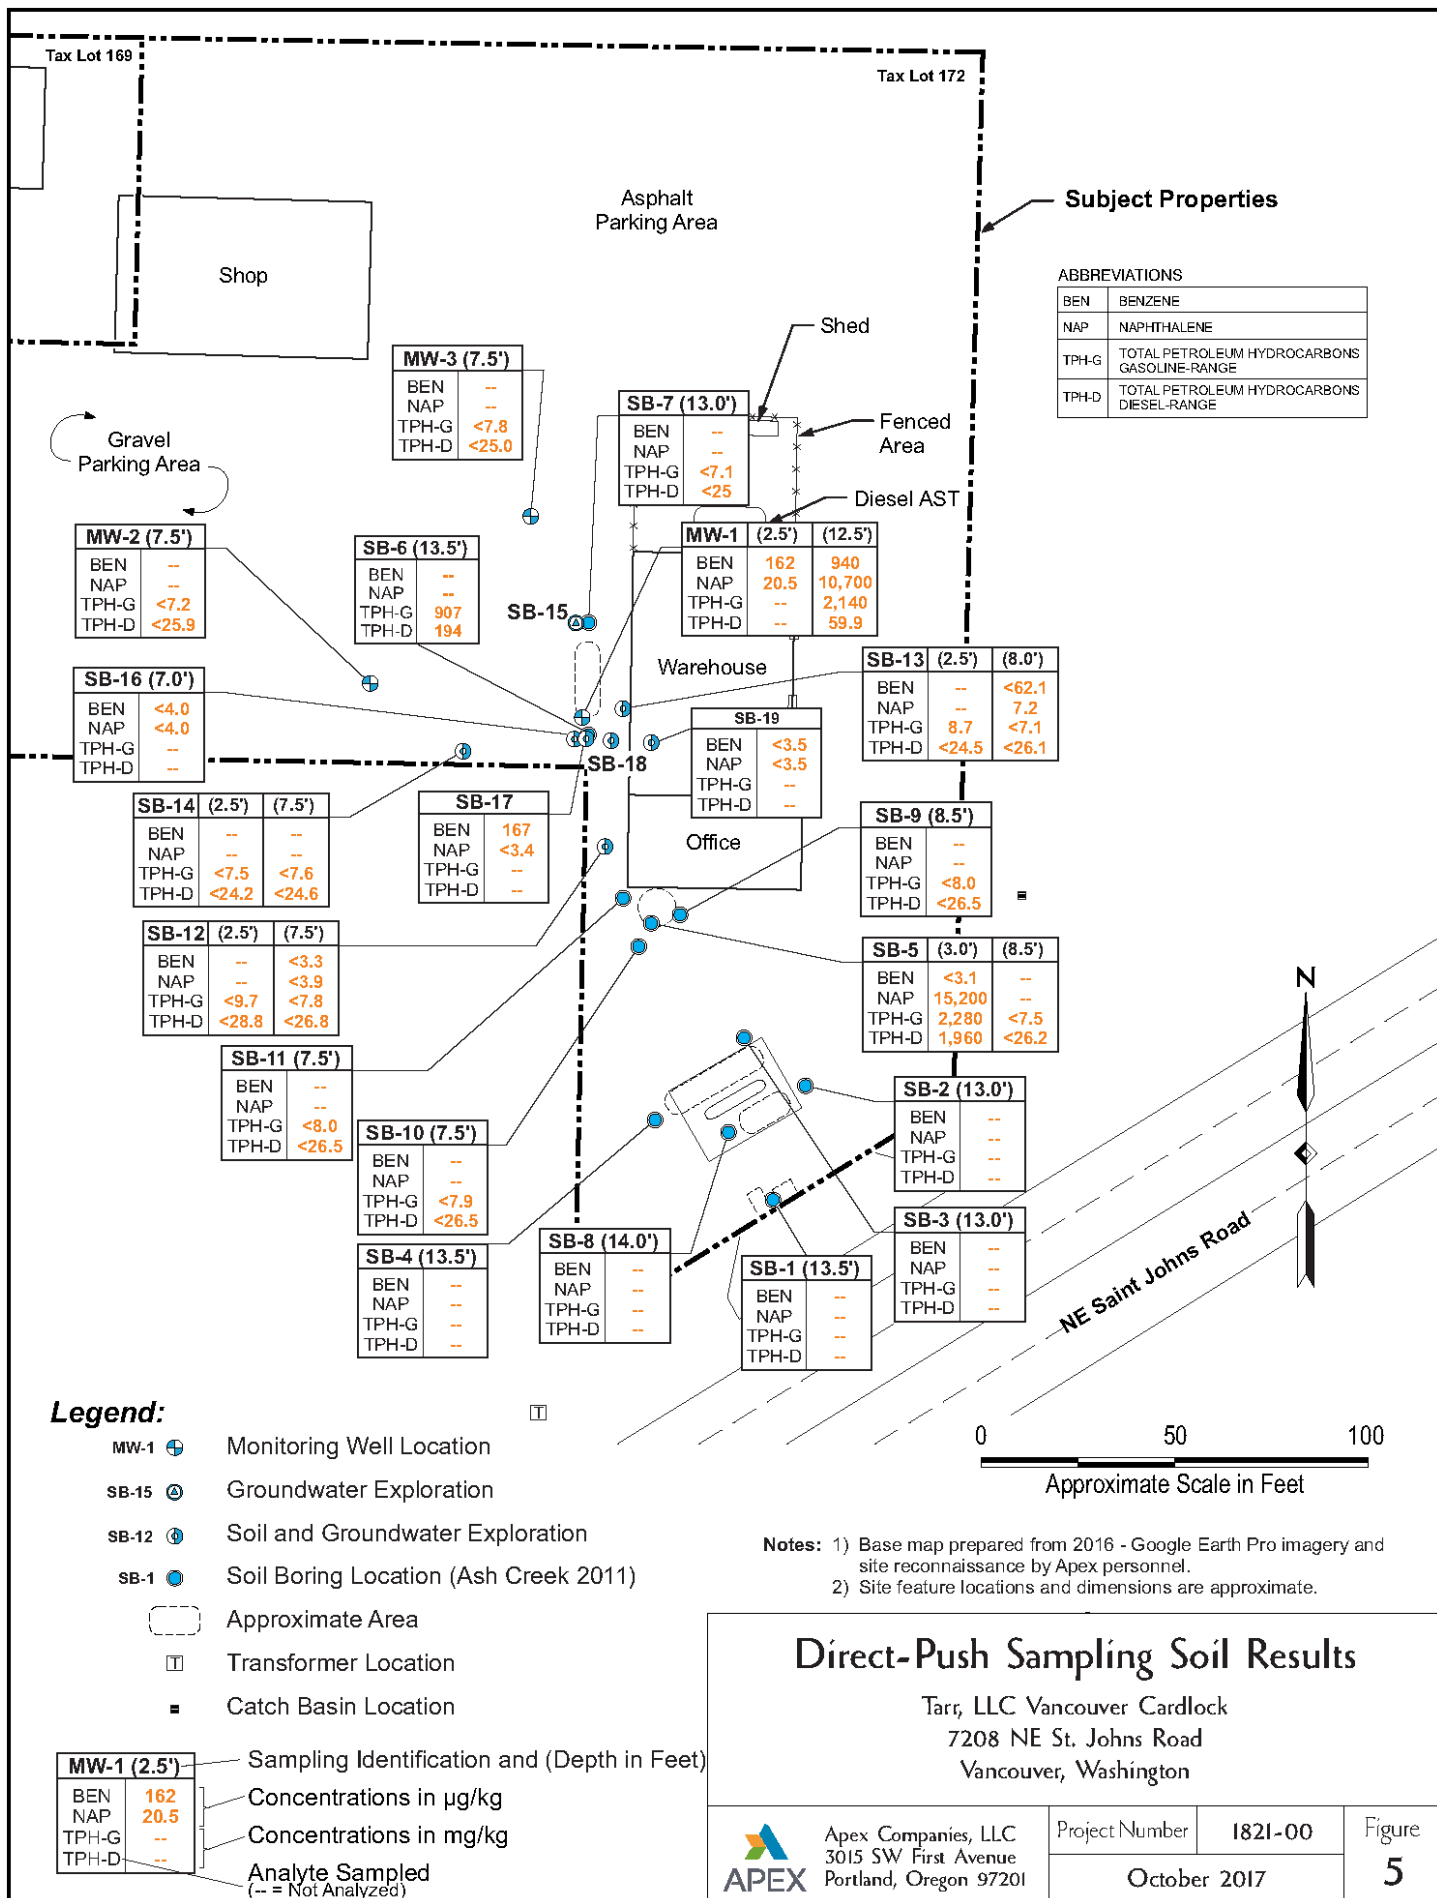 Tax Lot 169
Tax Lot 172
Asphalt
Parking Area
Subject Properties
Shop
ABBREVIATIONS
BEN BENZENE
NAP NAPHTHALENE
TPH-G TOTAL PETROLEUM HYDROCARBONS
GASOLINE-RANGE
TPH-D TOTAL PETROLEUM HYDROCARBONS
DIESEL-RANGE
Shed
Fenced
Area
Diesel AST
Gravel
Parking Area
MW-3 (7.5')
BEN --
NAP --
TPH-G <7.8
TPH-D <25.0
SB-7 (13.0')
BEN --
NAP --
TPH-G <7.1
TPH-D <25
MW-2 (7.5')
BEN --
NAP --
TPH-G <7.2
TPH-D <25.9
SB-6 (13.5')
BEN --
NAP --
TPH-G 907
TPH-D 194
MW-1 (2.5') (12.5')
BEN 162 940
NAP 20.5 10,700
TPH-G -- 2,140
TPH-D -- 59.9
SB-15
Warehouse
SB-16 (7.0')
BEN <4.0
NAP <4.0
TPH-G --
TPH-D --
SB-13 (2.5') (8.0')
BEN -- <62.1
NAP -- 7.2
TPH-G 8.7 <7.1
TPH-D <24.5 <26.1
SB-18
SB-19
BEN <3.5
NAP <3.5
TPH-G --
TPH-D --
SB-14 (2.5') (7.5')
BEN -- --
NAP -- --
TPH-G <7.5 <7.6
TPH-D <24.2 <24.6
SB-17
BEN 167
NAP <3.4
TPH-G --
TPH-D --
Office
SB-9 (8.5')
BEN --
NAP --
TPH-G <8.0
TPH-D <26.5
SB-12 (2.5') (7.5')
BEN -- <3.3
NAP -- <3.9
TPH-G <9.7 <7.8
TPH-D <28.8 <26.8
SB-5 (3.0') (8.5')
BEN <3.1 --
NAP 15,200 --
TPH-G 2,280 <7.5
TPH-D 1,960 <26.2
SB-11 (7.5')
BEN --
NAP --
TPH-G <8.0
TPH-D <26.5
SB-10 (7.5')
BEN --
NAP --
TPH-G <7.9
TPH-D <26.5
SB-2 (13.0')
BEN --
NAP --
TPH-G --
TPH-D --
SB-4 (13.5')
BEN --
NAP --
TPH-G --
TPH-D --
SB-8 (14.0')
BEN --
NAP --
TPH-G --
TPH-D --
SB-1 (13.5')
BEN --
NAP --
TPH-G --
TPH-D --
SB-3 (13.0')
BEN --
NAP --
TPH-G --
TPH-D --
N
NE Saint Johns Road
0 50 100
Approximate Scale in Feet
Legend:
T
MW-1 Monitoring Well Location
SB-15 Groundwater Exploration
SB-12 Soil and Groundwater Exploration
SB-1 Soil Boring Location (Ash Creek 2011)
Approximate Area
T Transformer Location
Catch Basin Location
MW-1 (2.5') Sampling Identification and (Depth in Feet)
BEN 162
NAP 20.5
Concentrations in µg/kg
TPH-G --
TPH-D --
Concentrations in mg/kg
Analyte Sampled
(-- = Not Analyzed)
Notes: 1) Base map prepared from 2016 - Google Earth Pro imagery and
site reconnaissance by Apex personnel.
2) Site feature locations and dimensions are approximate.
Direct-Push Sampling Soil Results
Tarr, LLC Vancouver Cardlock
7208 NE St. Johns Road
Vancouver, Washington
APEX
Apex Companies, LLC
3015 SW First Avenue
Portland, Oregon 97201
Project Number 1821-00
October 2017
Figure
5